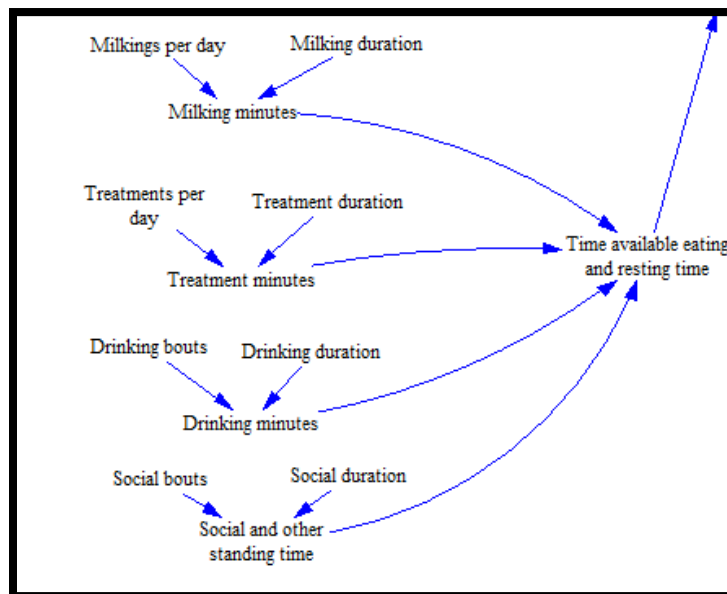 Milkings per day
Milking duration
Milking minutes
Treatments per
day
Treatment duration
Treatment minutes
Time available eating
and resting time
Drinking bouts
Drinking duration
Drinking minutes
Social bouts
Social duration
Social and other
standing time